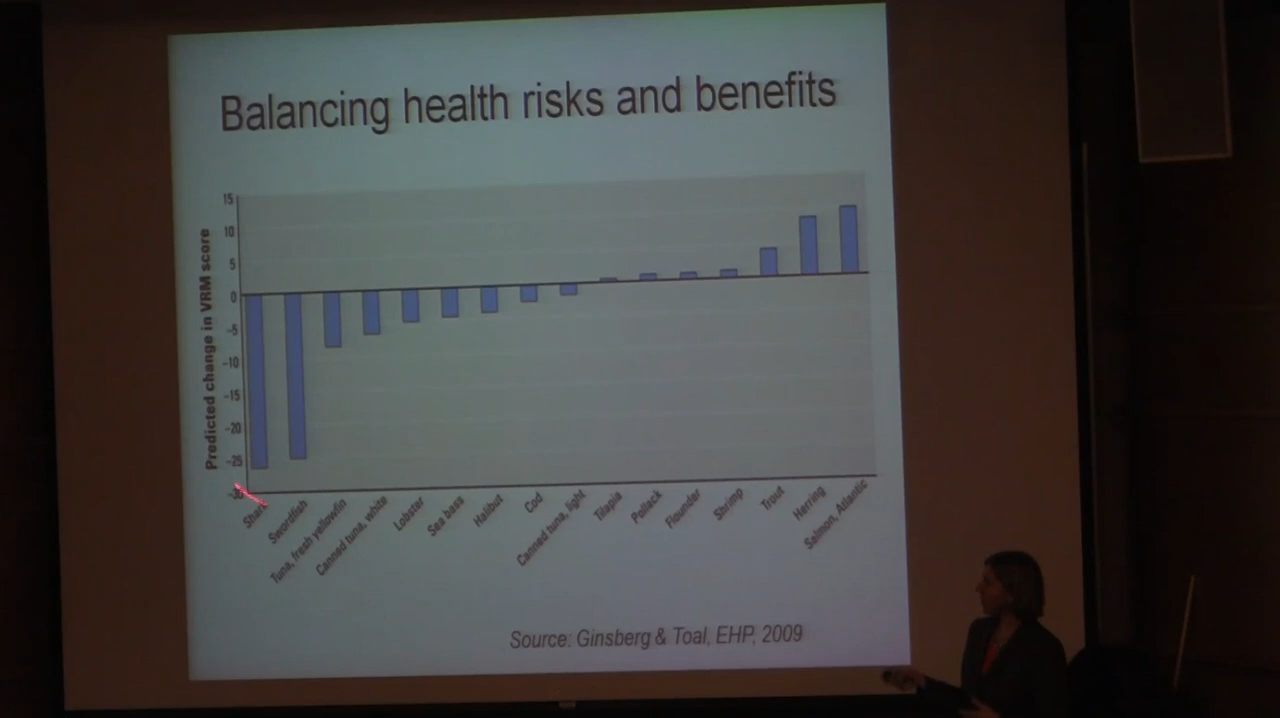 Balancing health risks and benefits
Predicted change in VRM score
15
10
5
0
-5
-10
-15
-20
-25
-30
Shark
Swordfish
Tuna, fresh yellowfin
Canned tuna, white
Lobster
Sea bass
Halibut
Cod
Canned tuna, light
Tilapia
Pollack
Flounder
Shrimp
Trout
Herring
Salmon, Atlantic
Source: Ginsberg & Toal, EHP, 2009